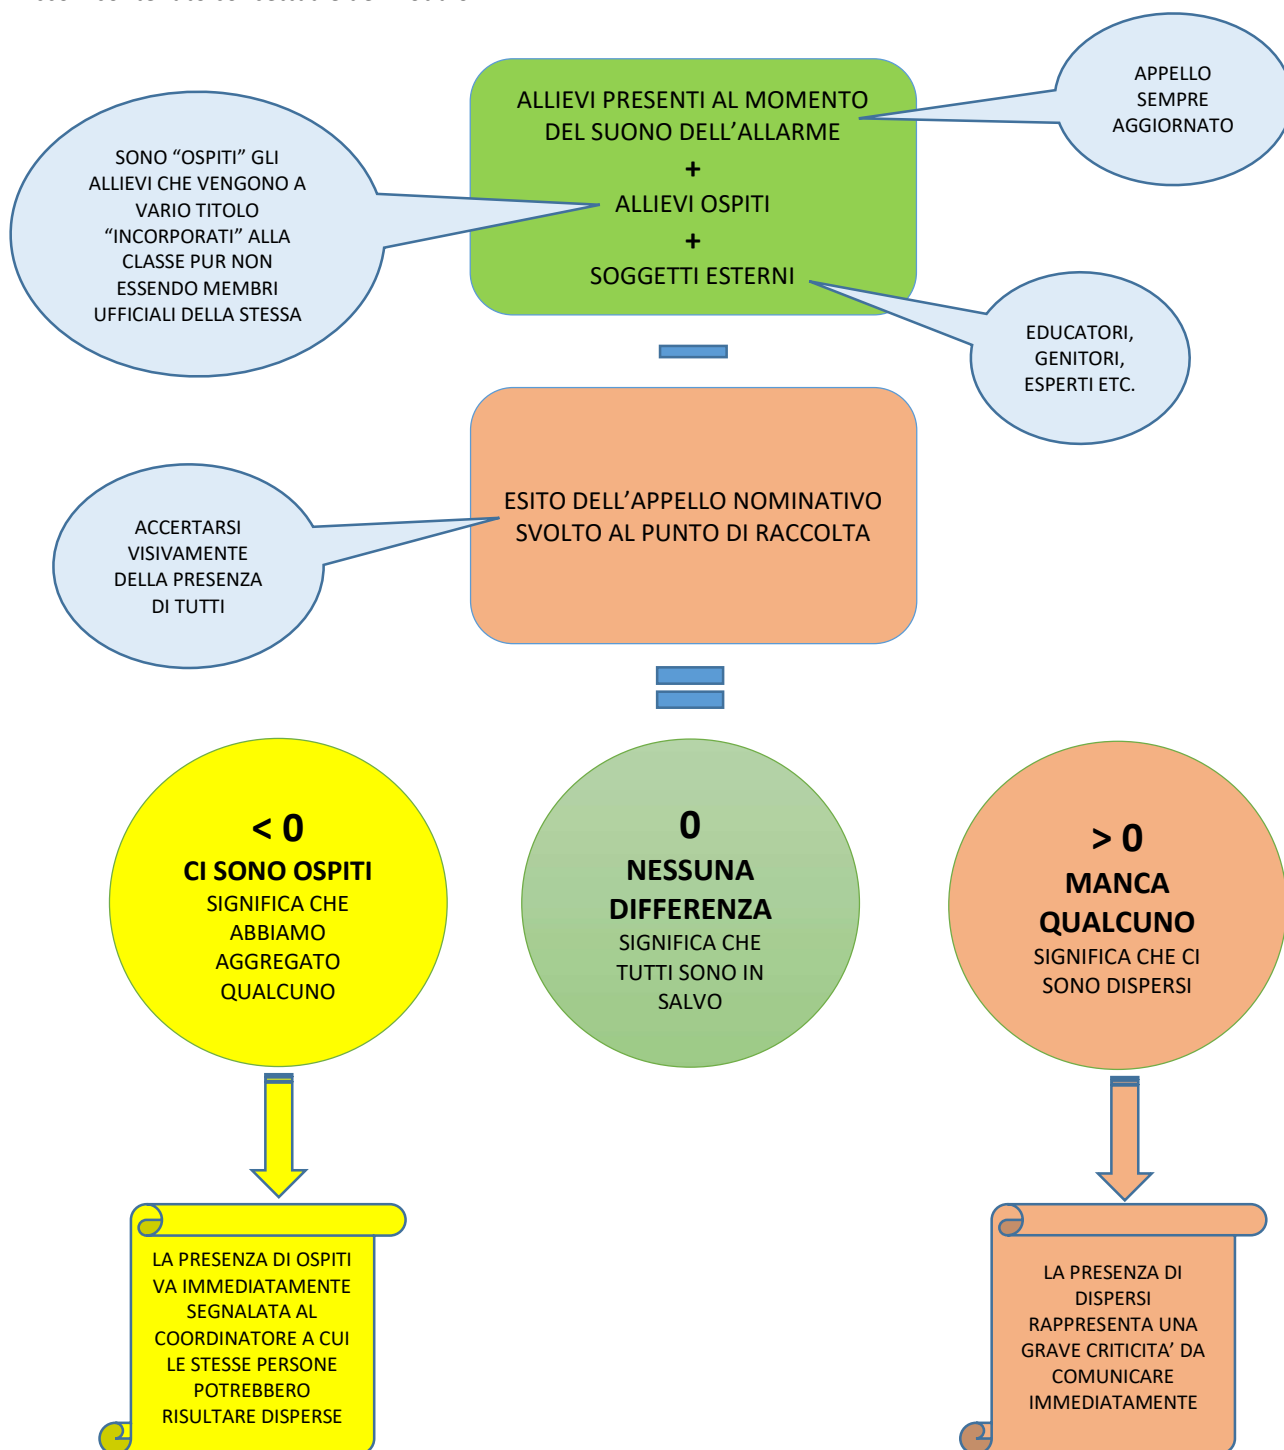 APPELLO
SEMPRE
AGGIORNATO
ALLIEVI PRESENTI AL MOMENTO
DEL SUONO DELL’ALLARME
+
ALLIEVI OSPITI
+
SOGGETTI ESTERNI
SONO “OSPITI” GLI
ALLIEVI CHE VENGONO A
VARIO TITOLO
“INCORPORATI” ALLA
CLASSE PUR NON
ESSENDO MEMBRI
UFFICIALI DELLA STESSA
EDUCATORI,
GENITORI,
ESPERTI ETC.
ESITO DELL’APPELLO NOMINATIVO
SVOLTO AL PUNTO DI RACCOLTA
ACCERTARSI
VISIVAMENTE
DELLA PRESENZA
DI TUTTI
< 0
CI SONO OSPITI
SIGNIFICA CHE
ABBIAMO
AGGREGATO
QUALCUNO
0
NESSUNA
DIFFERENZA
SIGNIFICA CHE
TUTTI SONO IN
SALVO
> 0
MANCA
QUALCUNO
SIGNIFICA CHE CI
SONO DISPERSI
LA PRESENZA DI OSPITI
VA IMMEDIATAMENTE
SEGNALATA AL
COORDINATORE A CUI
LE STESSE PERSONE
POTREBBERO
RISULTARE DISPERSE
LA PRESENZA DI
DISPERSI
RAPPRESENTA UNA
GRAVE CRITICITA’ DA
COMUNICARE
IMMEDIATAMENTE